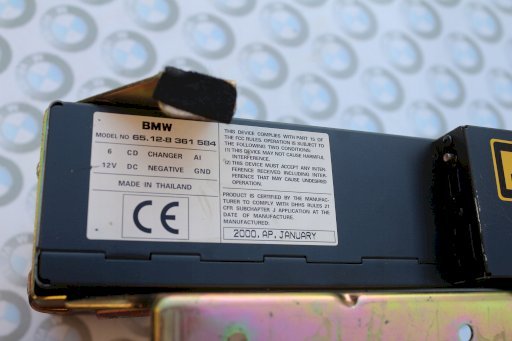 BMW
MODEL NO 65.12-8 361 584
6 CD CHANGER AI
12V DC NEGATIVE GND
MADE IN THAILAND
CE
THIS DEVICE COMPLIES WITH PART 15 OF
THE FCC RULES. OPERATION IS SUBJECT TO
THE FOLLOWING TWO CONDITIONS:
(1) THIS DEVICE MAY NOT CAUSE HARMFUL
INTERFERENCE.
(2) THIS DEVICE MUST ACCEPT ANY INTER-
FERENCE RECEIVED INCLUDING INTER-
FERENCE THAT MAY CAUSE UNDESIRED
OPERATION.
PRODUCT IS CERTIFIED BY THE MANUFAC-
TURER TO COMPLY WITH DHHS RULES 21
CFR SUBCHAPTER J APPLICATION AT THE
DATE OF MANUFACTURE.
MANUFACTURED:
2000.AP.JANUARY